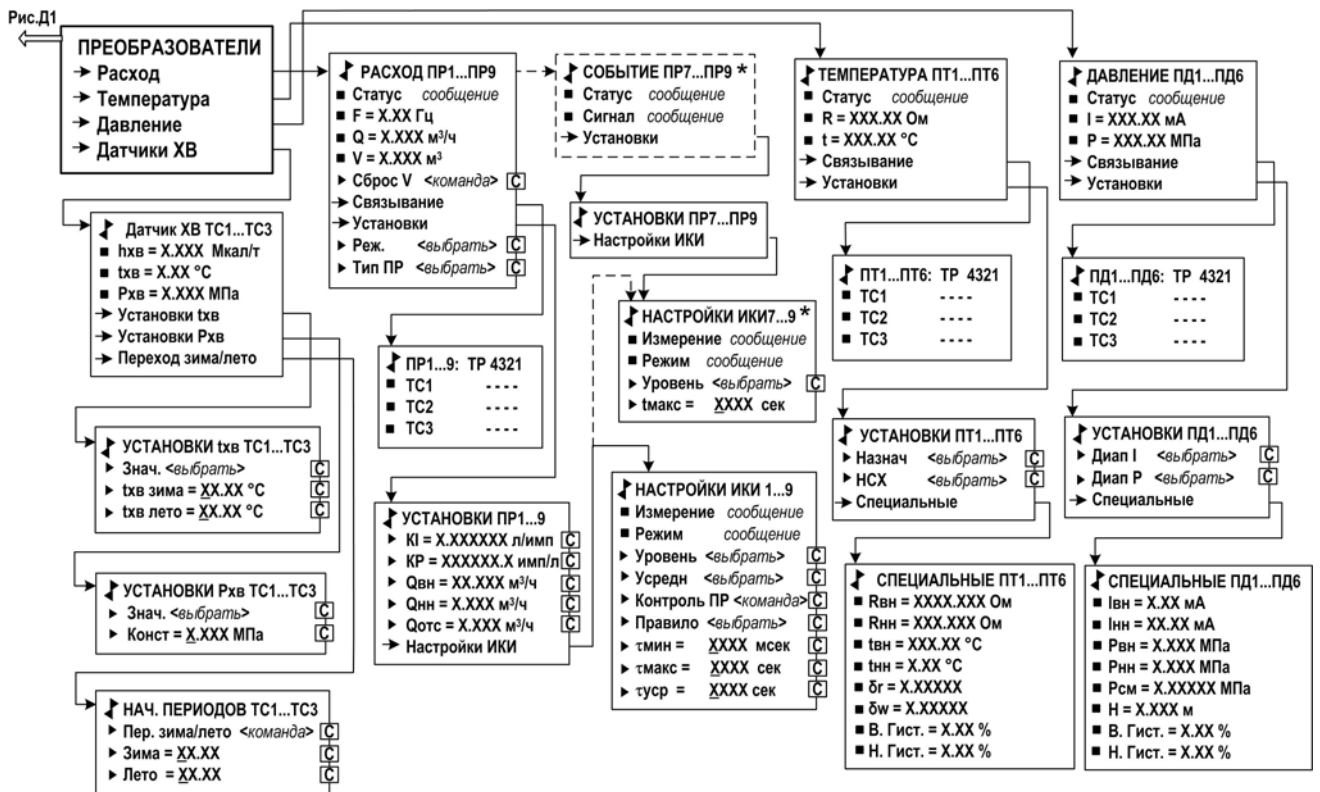 Рис.Д1
ПРЕОБРАЗОВАТЕЛИ
Расход
Температура
Давление
Датчики ХВ
РАСХОД ПР1...ПР9
Статус сообщение
F = X.XX Гц
Q = X.XXX м³/ч
V = X.XXX м³
Сброс V <команда> C
Связывание
Установки
Реж. <выбрать> C
Тип ПР <выбрать> C
СОБЫТИЕ ПР7...ПР9 *
Статус сообщение
Сигнал сообщение
Установки
ТЕМПЕРАТУРА ПТ1...ПТ6
Статус сообщение
R = XXX.XX Ом
t = XXX.XX °C
Связывание
Установки
ДАВЛЕНИЕ ПД1...ПД6
Статус сообщение
I = XXX.XX мА
P = XXX.XX МПа
Связывание
Установки
Датчик ХВ ТС1...ТС3
hхв = X.XXX Мкал/т
tхв = X.XX °C
Pхв = X.XXX МПа
Установки tхв
Установки Pхв
Переход зима/лето
УСТАНОВКИ ПР7...ПР9
Настройки ИКИ
ПТ1...ПТ6: ТР 4321
ТС1 - - - -
ТС2 - - - -
ТС3 - - - -
ПД1...ПД6: ТР 4321
ТС1 - - - -
ТС2 - - - -
ТС3 - - - -
НАСТРОЙКИ ИКИ7...9 *
Измерение сообщение
Режим сообщение
Уровень <выбрать> C
tмакс = XXXX сек
ПР1...9: ТР 4321
ТС1 - - - -
ТС2 - - - -
ТС3 - - - -
УСТАНОВКИ tхв ТС1...ТС3
Знач. <выбрать> C
tхв зима = XX.XX °C C
tхв лето = XX.XX °C C
УСТАНОВКИ ПТ1...ПТ6
Назнач <выбрать> C
НСХ <выбрать> C
Специальные
УСТАНОВКИ ПД1...ПД6
Диап I <выбрать> C
Диап P <выбрать> C
Специальные
НАСТРОЙКИ ИКИ 1...9
Измерение сообщение
Режим сообщение
Уровень <выбрать> C
Усредн <выбрать> C
Контроль ПР <команда> C
Правило <выбрать> C
τмин = XXXX мсек C
τмакс = XXXX сек C
τуср = XXXX сек C
УСТАНОВКИ ПР1...9
KI = X.XXXXXX л/имп C
KP = XXXXXX.X имп/л C
Qвн = XX.XXX м³/ч C
Qнн = X.XXX м³/ч C
Qотс = X.XXX м³/ч C
Настройки ИКИ
УСТАНОВКИ Pхв ТС1...ТС3
Знач. <выбрать> C
Конст = X.XXX МПа C
СПЕЦИАЛЬНЫЕ ПТ1...ПТ6
Rвн = XXXX.XXX Ом
Rнн = XXX.XXX Ом
tвн = XXX.XX °C
tнн = X.XX °C
δr = X.XXXXX
δw = X.XXXXX
В. Гист. = X.XX %
Н. Гист. = X.XX %
СПЕЦИАЛЬНЫЕ ПД1...ПД6
Iвн = X.XX мА
Iнн = XX.XX мА
Pвн = X.XXX МПа
Pнн = X.XXX МПа
Pсм = X.XXXXX МПа
H = X.XXX м
В. Гист. = X.XX %
Н. Гист. = X.XX %
НАЧ. ПЕРИОДОВ ТС1...ТС3
Пер. зима/лето <команда> C
Зима = XX.XX C
Лето = XX.XX C